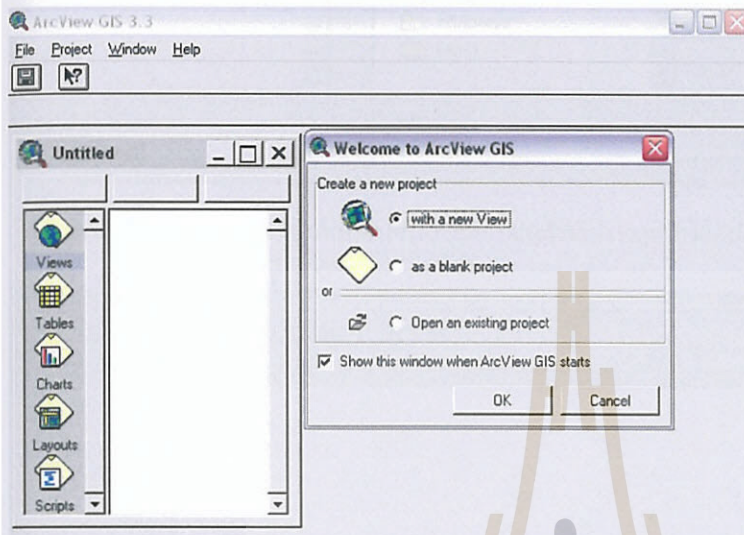 ArcView GIS 3.3
File Project Window Help
Untitled
Views
Tables
Charts
Layouts
Scripts
Welcome to ArcView GIS
Create a new project
with a new View
as a blank project
or
Open an existing project
Show this window when ArcView GIS starts
OK Cancel